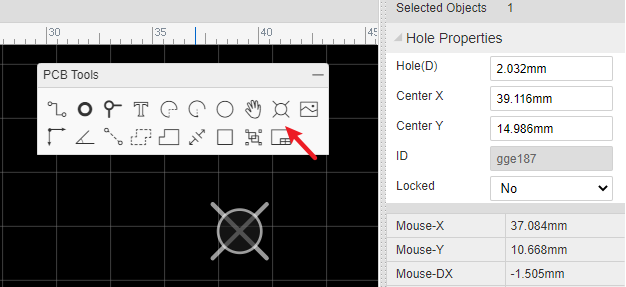 Selected Objects 1
30 35 40 45
Hole Properties
PCB Tools
Hole(D) 2.032mm
Center X 39.116mm
Center Y 14.986mm
ID gge187
Locked No
Mouse-X 37.084mm
Mouse-Y 10.668mm
Mouse-DX -1.505mm